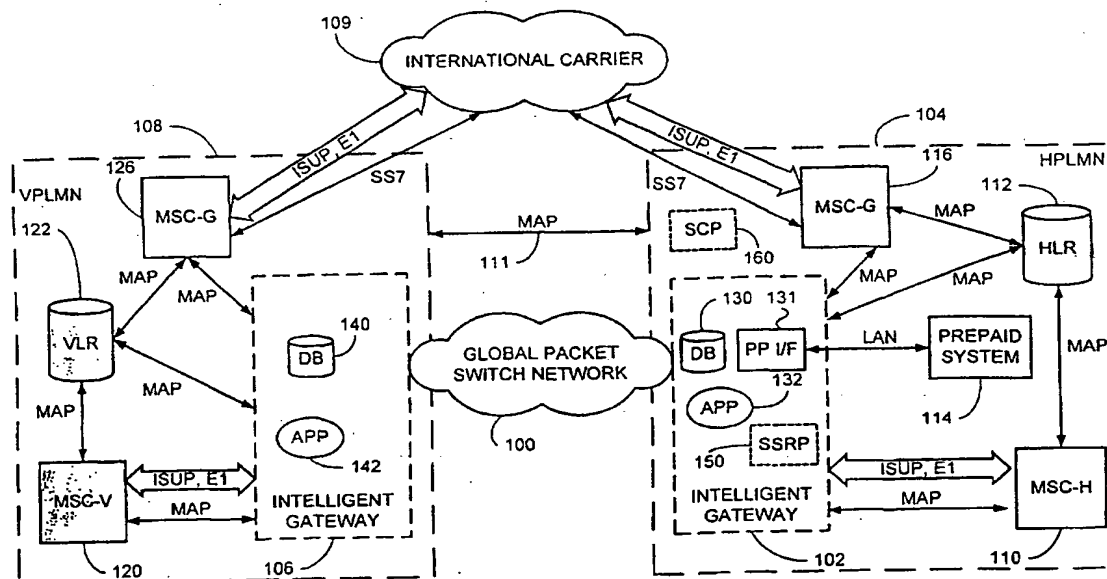 109
INTERNATIONAL CARRIER
108
104
126
ISUP, E1
ISUP, E1
116
VPLMN
HPLMN
112
122
MSC-G
SS7
SS7
MSC-G
MAP
SCP
HLR
MAP
111
160
MAP
MAP
MAP
MAP
130
131
VLR
140
DB
DB
PP I/F
LAN
PREPAID
SYSTEM
GLOBAL PACKET
SWITCH NETWORK
MAP
MAP
MAP
APP
132
114
APP
100
142
150
SSRP
MSC-V
ISUP, E1
ISUP, E1
MSC-H
INTELLIGENT
GATEWAY
INTELLIGENT
GATEWAY
MAP
MAP
120
106
102
110